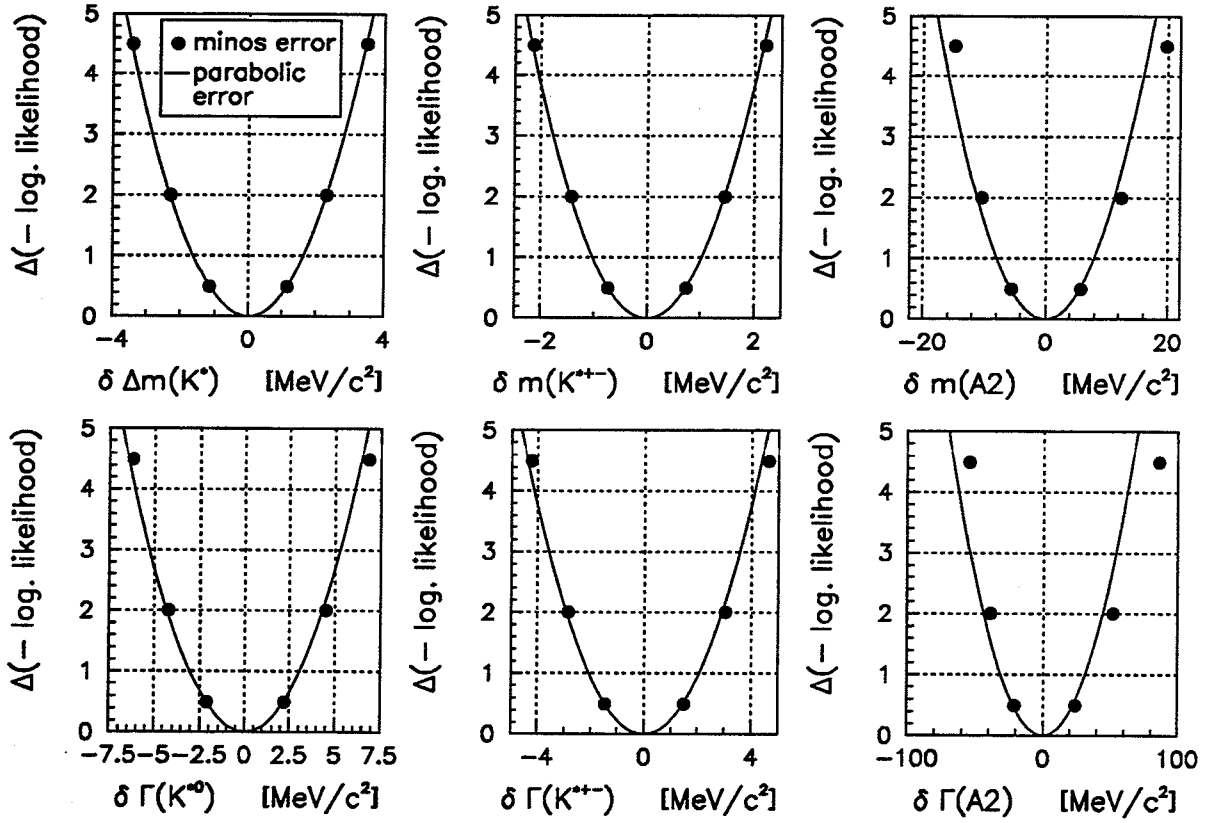 Δ(− log. likelihood)
5
4
3
2
1
0
● minos error
— parabolic
error
−4 0 4
δ Δm(K*) [MeV/c²]
Δ(− log. likelihood)
5
4
3
2
1
0
−2 0 2
δ m(K*⁺⁻) [MeV/c²]
Δ(− log. likelihood)
5
4
3
2
1
0
−20 0 20
δ m(A2) [MeV/c²]
Δ(− log. likelihood)
5
4
3
2
1
0
−7.5 −5 −2.5 0 2.5 5 7.5
δ Γ(K*⁰) [MeV/c²]
Δ(− log. likelihood)
5
4
3
2
1
0
−4 0 4
δ Γ(K*⁺⁻) [MeV/c²]
Δ(− log. likelihood)
5
4
3
2
1
0
−100 0 100
δ Γ(A2) [MeV/c²]